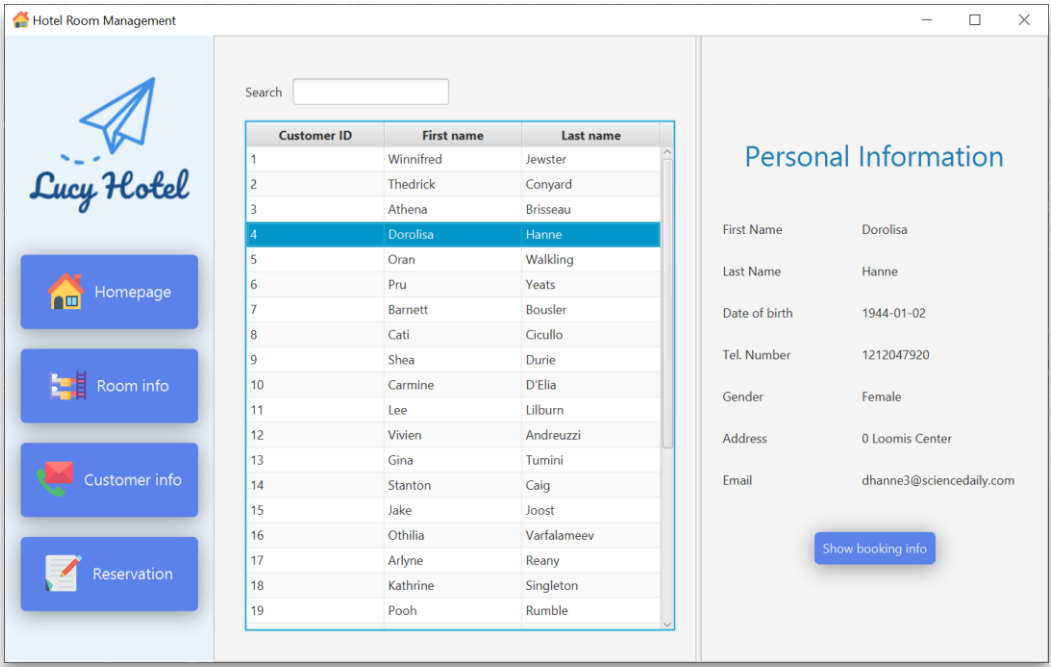 Hotel Room Management
Lucy Hotel
Homepage
Room info
Customer info
Reservation
Search
Customer ID First name Last name
1 Winnifred Jewster
2 Thedrick Conyard
3 Athena Brisseau
4 Dorolisa Hanne
5 Oran Walkling
6 Pru Yeats
7 Barnett Bousler
8 Cati Cicullo
9 Shea Durie
10 Carmine D'Elia
11 Lee Lilburn
12 Vivien Andreuzzi
13 Gina Tumini
14 Stanton Caig
15 Jake Joost
16 Othilia Varfalameev
17 Arlyne Reany
18 Kathrine Singleton
19 Pooh Rumble
Personal Information
First Name Dorolisa
Last Name Hanne
Date of birth 1944-01-02
Tel. Number 1212047920
Gender Female
Address 0 Loomis Center
Email dhanne3@sciencedaily.com
Show booking info